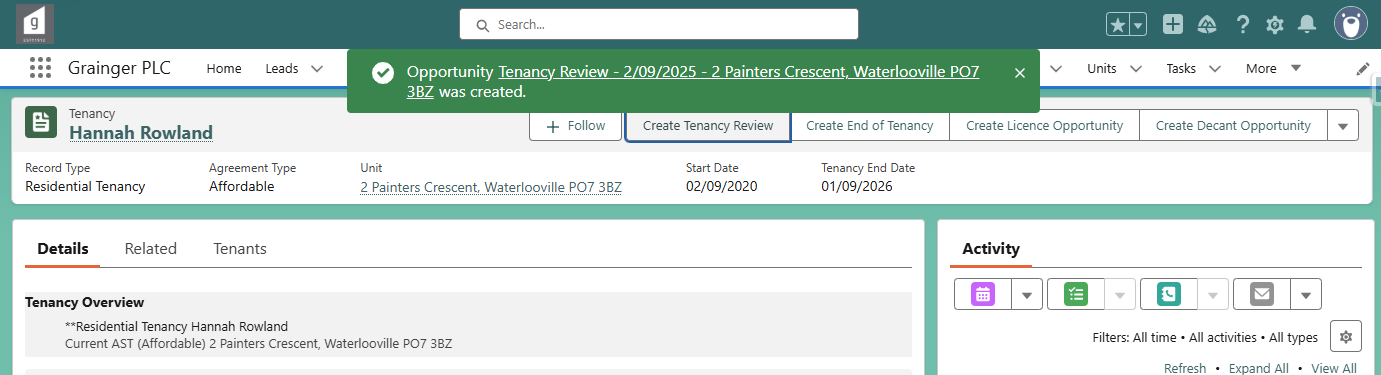 g
Search...
Grainger PLC
Home
Leads
Units
Tasks
More
Opportunity Tenancy Review - 2/09/2025 - 2 Painters Crescent, Waterlooville PO7
3BZ was created.
Tenancy
Hannah Rowland
Follow
Create Tenancy Review
Create End of Tenancy
Create Licence Opportunity
Create Decant Opportunity
Record Type
Agreement Type
Unit
Start Date
Tenancy End Date
Residential Tenancy
Affordable
2 Painters Crescent, Waterlooville PO7 3BZ
02/09/2020
01/09/2026
Details
Related
Tenants
Activity
Tenancy Overview
**Residential Tenancy Hannah Rowland
Current AST (Affordable) 2 Painters Crescent, Waterlooville PO7 3BZ
Filters: All time • All activities • All types
Refresh • Expand All • View All